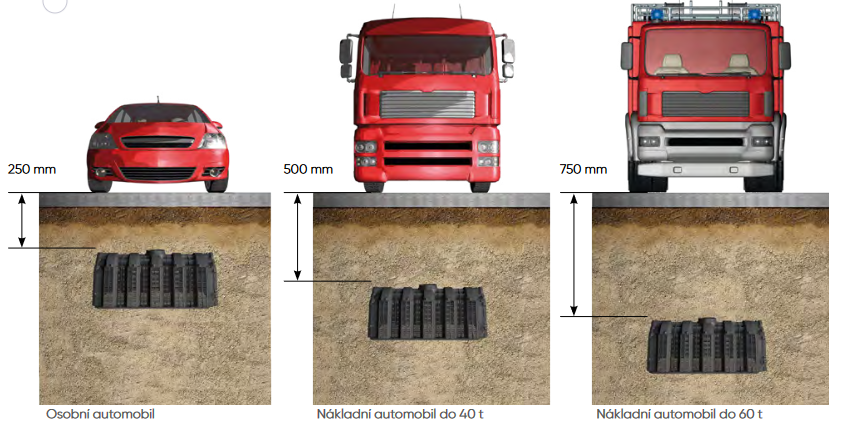 250 mm
500 mm
750 mm
Osobní automobil
Nákladní automobil do 40 t
Nákladní automobil do 60 t